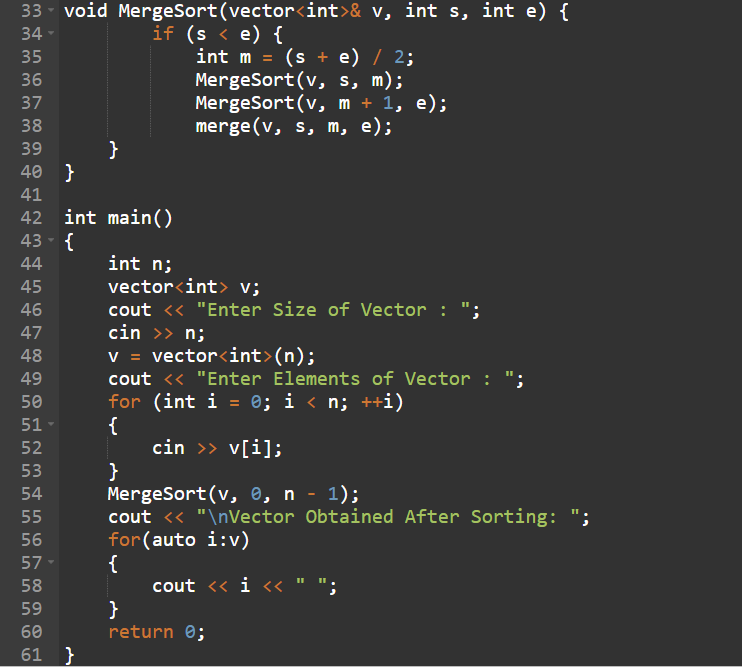 33 void MergeSort(vector<int>& v, int s, int e) {
34         if (s < e) {
35             int m = (s + e) / 2;
36             MergeSort(v, s, m);
37             MergeSort(v, m + 1, e);
38             merge(v, s, m, e);
39     }
40 }
41
42 int main()
43 {
44     int n;
45     vector<int> v;
46     cout << "Enter Size of Vector : ";
47     cin >> n;
48     v = vector<int>(n);
49     cout << "Enter Elements of Vector : ";
50     for (int i = 0; i < n; ++i)
51     {
52         cin >> v[i];
53     }
54     MergeSort(v, 0, n - 1);
55     cout << "\nVector Obtained After Sorting: ";
56     for(auto i:v)
57     {
58         cout << i << " ";
59     }
60     return 0;
61 }